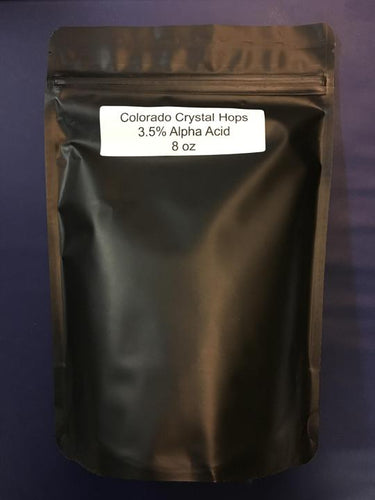 Colorado Crystal Hops
3.5% Alpha Acid
8 oz